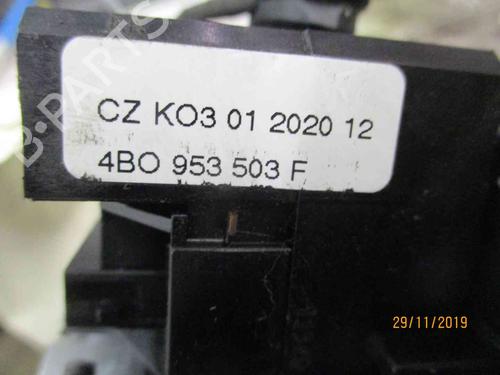 B-PARTS
CZ KO3 01 2020 12
4BO 953 503 F
29/11/2019